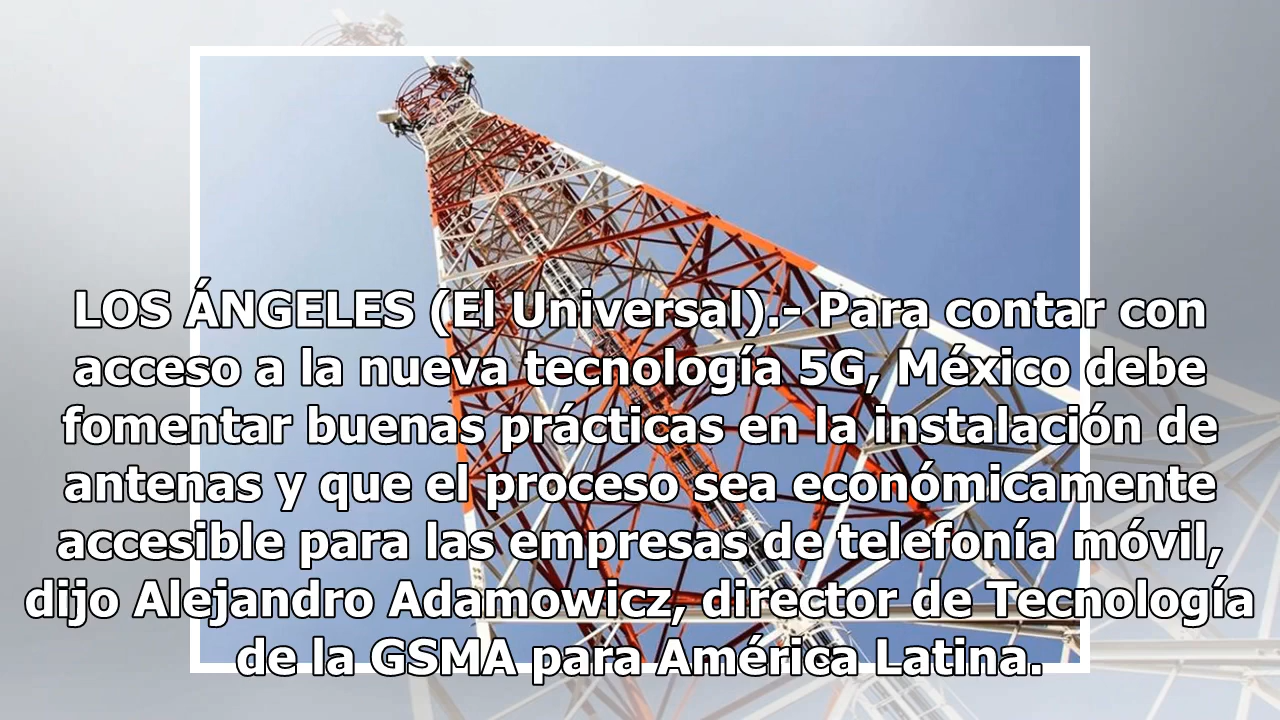 LOS ÁNGELES (El Universal).- Para contar con
acceso a la nueva tecnología 5G, México debe
fomentar buenas prácticas en la instalación de
antenas y que el proceso sea económicamente
accesible para las empresas de telefonía móvil,
dijo Alejandro Adamowicz, director de Tecnología
de la GSMA para América Latina.